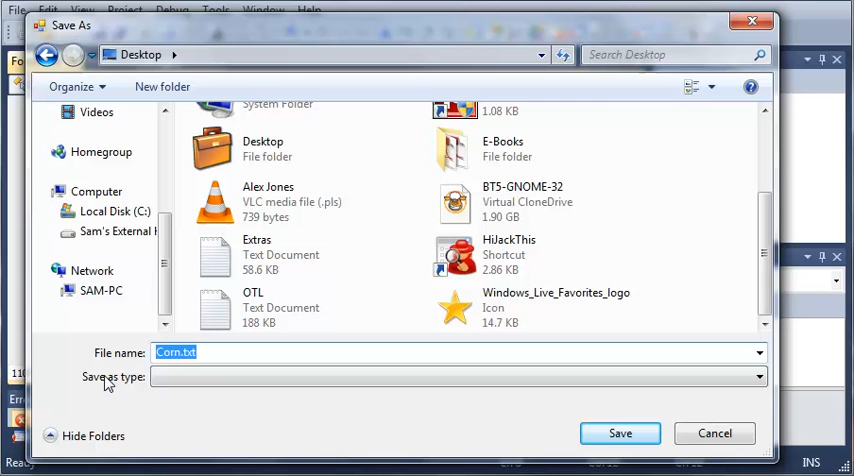 File Edit View Project Debug Data Tools Window Help
Save As
Desktop
Search Desktop
Organize
New folder
Videos
Homegroup
Computer
Local Disk (C:)
Sam's External H
Network
SAM-PC
System Folder
1.08 KB
Desktop
File folder
E-Books
File folder
Alex Jones
VLC media file (.pls)
739 bytes
BT5-GNOME-32
Virtual CloneDrive
1.90 GB
Extras
Text Document
58.6 KB
HiJackThis
Shortcut
2.86 KB
OTL
Text Document
188 KB
Windows_Live_Favorites_logo
Icon
14.7 KB
File name:
Corn.txt
Save as type:
Hide Folders
Save
Cancel
Ready
INS